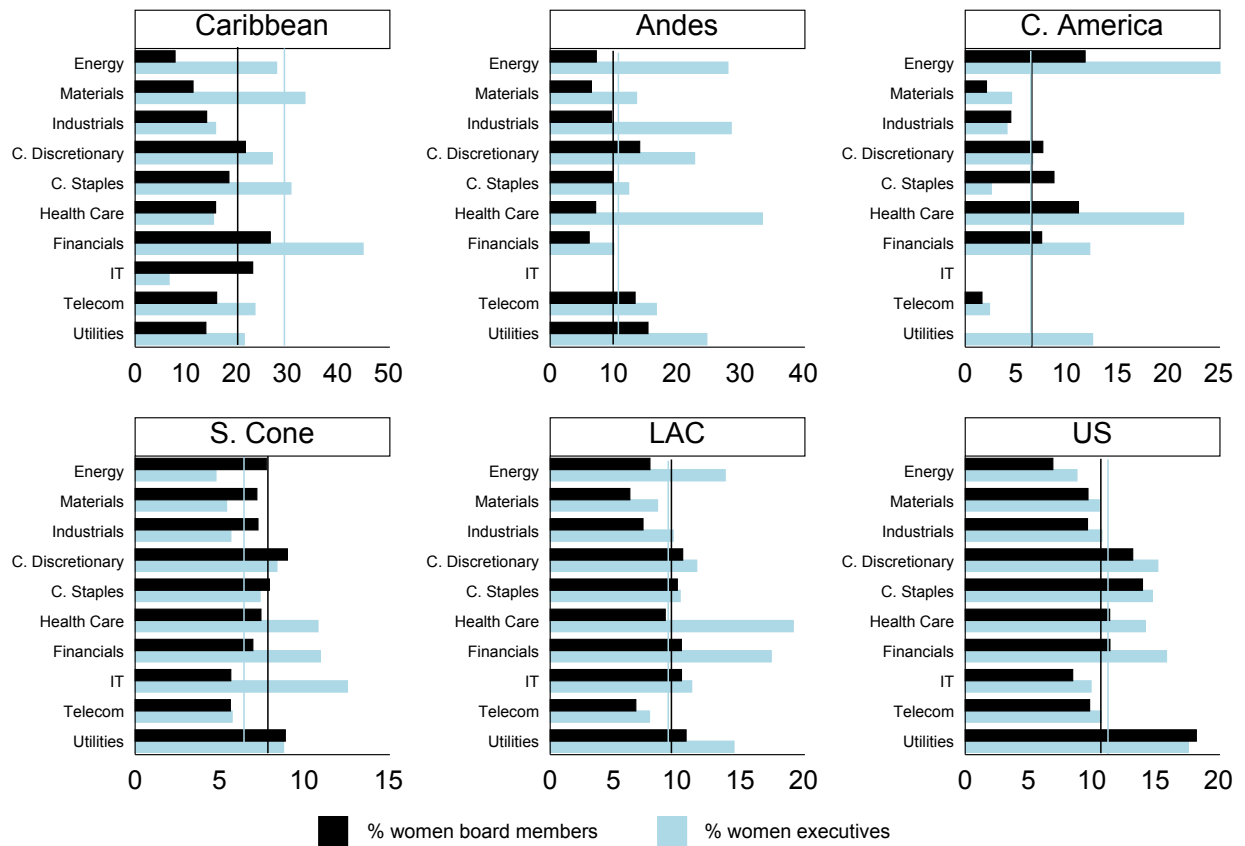 Caribbean
Energy
Materials
Industrials
C. Discretionary
C. Staples
Health Care
Financials
IT
Telecom
Utilities
0 10 20 30 40 50
Andes
Energy
Materials
Industrials
C. Discretionary
C. Staples
Health Care
Financials
IT
Telecom
Utilities
0 10 20 30 40
C. America
Energy
Materials
Industrials
C. Discretionary
C. Staples
Health Care
Financials
IT
Telecom
Utilities
0 5 10 15 20 25
S. Cone
Energy
Materials
Industrials
C. Discretionary
C. Staples
Health Care
Financials
IT
Telecom
Utilities
0 5 10 15
LAC
Energy
Materials
Industrials
C. Discretionary
C. Staples
Health Care
Financials
IT
Telecom
Utilities
0 5 10 15 20
US
Energy
Materials
Industrials
C. Discretionary
C. Staples
Health Care
Financials
IT
Telecom
Utilities
0 5 10 15 20
% women board members % women executives